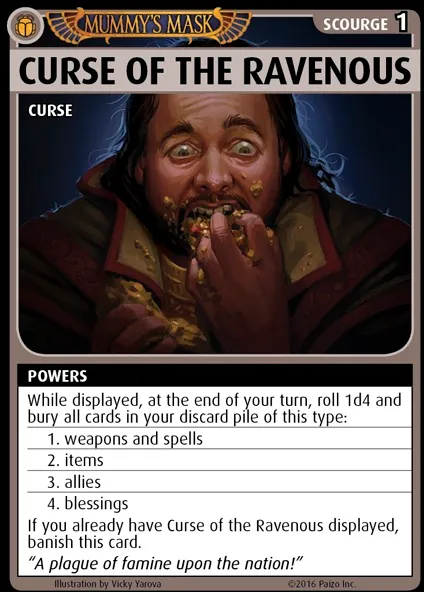 MUMMY'S MASK
SCOURGE 1
CURSE OF THE RAVENOUS
CURSE
POWERS
While displayed, at the end of your turn, roll 1d4 and
bury all cards in your discard pile of this type:
1. weapons and spells
2. items
3. allies
4. blessings
If you already have Curse of the Ravenous displayed,
banish this card.
“A plague of famine upon the nation!”
Illustration by Vicky Yarova ©2016 Paizo Inc.